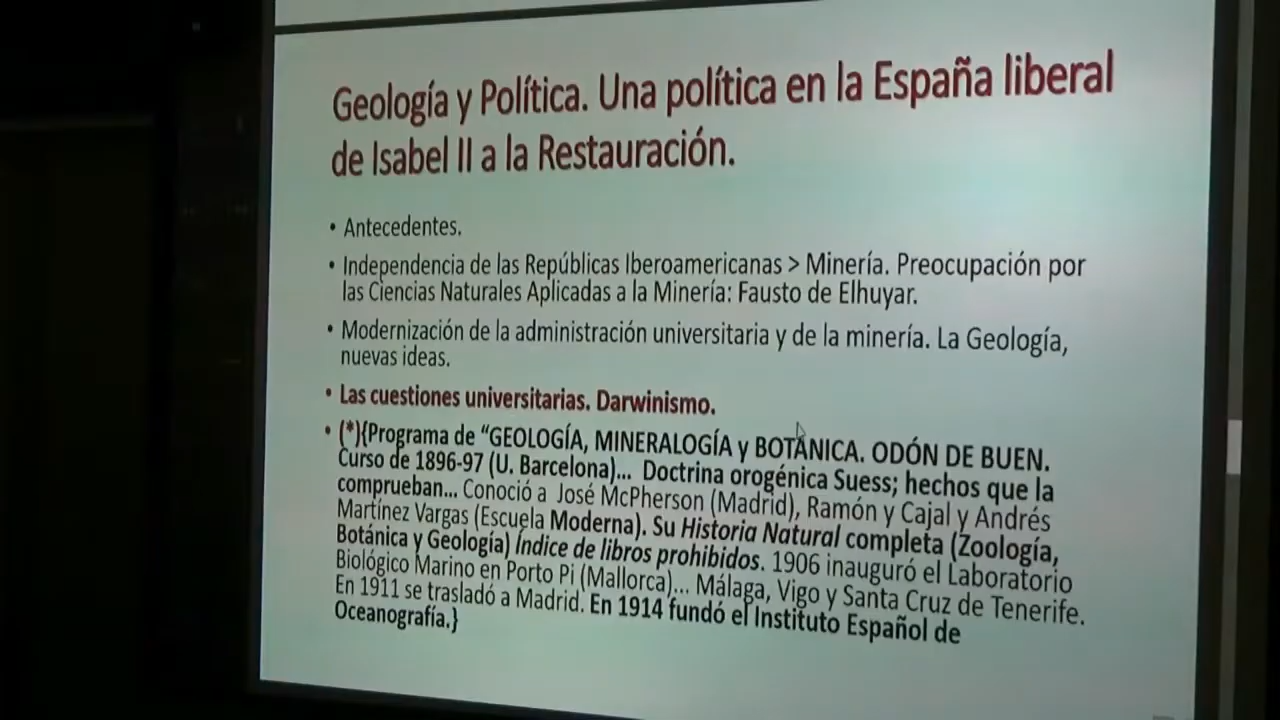 Geología y Política. Una política en la España liberal
de Isabel II a la Restauración.
• Antecedentes.
• Independencia de las Repúblicas Iberoamericanas > Minería. Preocupación por
las Ciencias Naturales Aplicadas a la Minería: Fausto de Elhuyar.
• Modernización de la administración universitaria y de la minería. La Geología,
nuevas ideas.
• Las cuestiones universitarias. Darwinismo.
• (*){Programa de “GEOLOGÍA, MINERALOGÍA y BOTÁNICA. ODÓN DE BUEN.
Curso de 1896-97 (U. Barcelona)... Doctrina orogénica Suess; hechos que la
comprueban... Conoció a José McPherson (Madrid), Ramón y Cajal y Andrés
Martínez Vargas (Escuela Moderna). Su Historia Natural completa (Zoología,
Botánica y Geología) Índice de libros prohibidos. 1906 inauguró el Laboratorio
Biológico Marino en Porto Pi (Mallorca)... Málaga, Vigo y Santa Cruz de Tenerife.
En 1911 se trasladó a Madrid. En 1914 fundó el Instituto Español de
Oceanografía.}